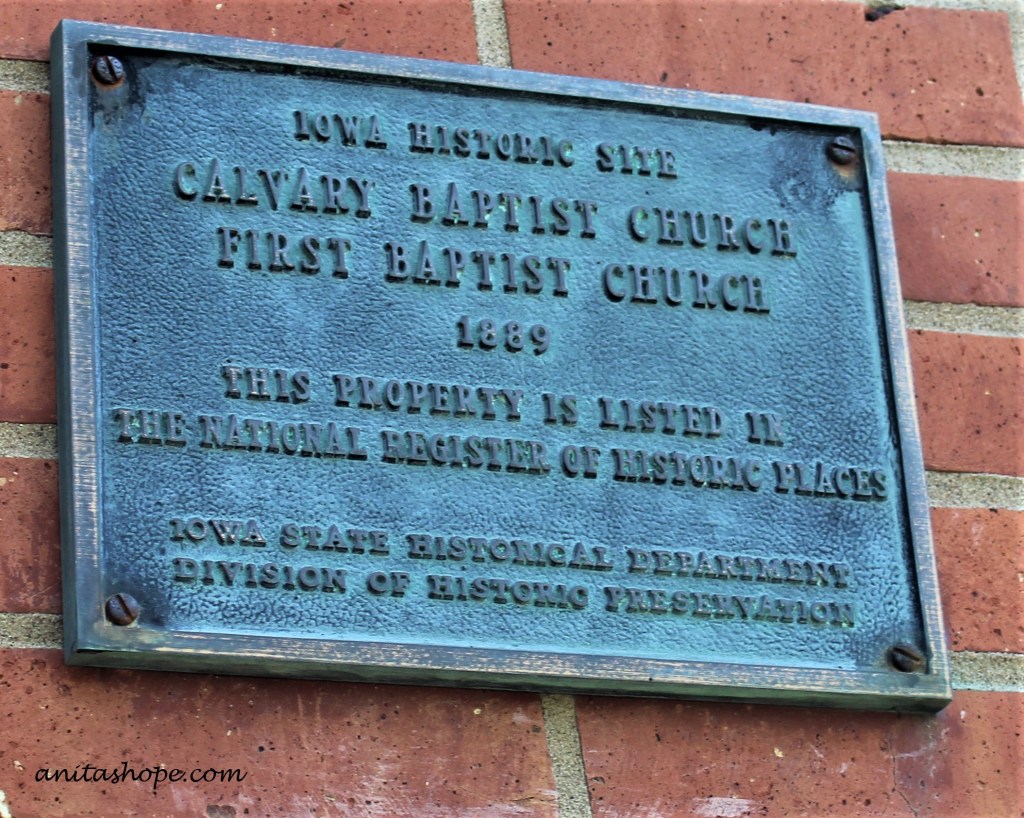 IOWA HISTORIC SITE
CALVARY BAPTIST CHURCH
FIRST BAPTIST CHURCH
1889
THIS PROPERTY IS LISTED IN
THE NATIONAL REGISTER OF HISTORIC PLACES
IOWA STATE HISTORICAL DEPARTMENT
DIVISION OF HISTORIC PRESERVATION
anitashope.com